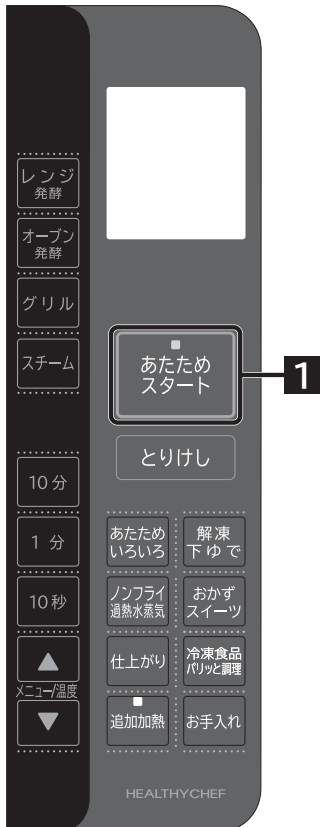 レンジ
発酵
オーブン
発酵
グリル
スチーム
10分
1分
10秒
▲
メニュー/温度
▼
あたため
スタート
1
とりけし
あたため
いろいろ
解凍
下ゆで
ノンフライ
過熱水蒸気
おかず
スイーツ
仕上がり
冷凍食品
パリッと調理
追加加熱
お手入れ
HEALTHYCHEF